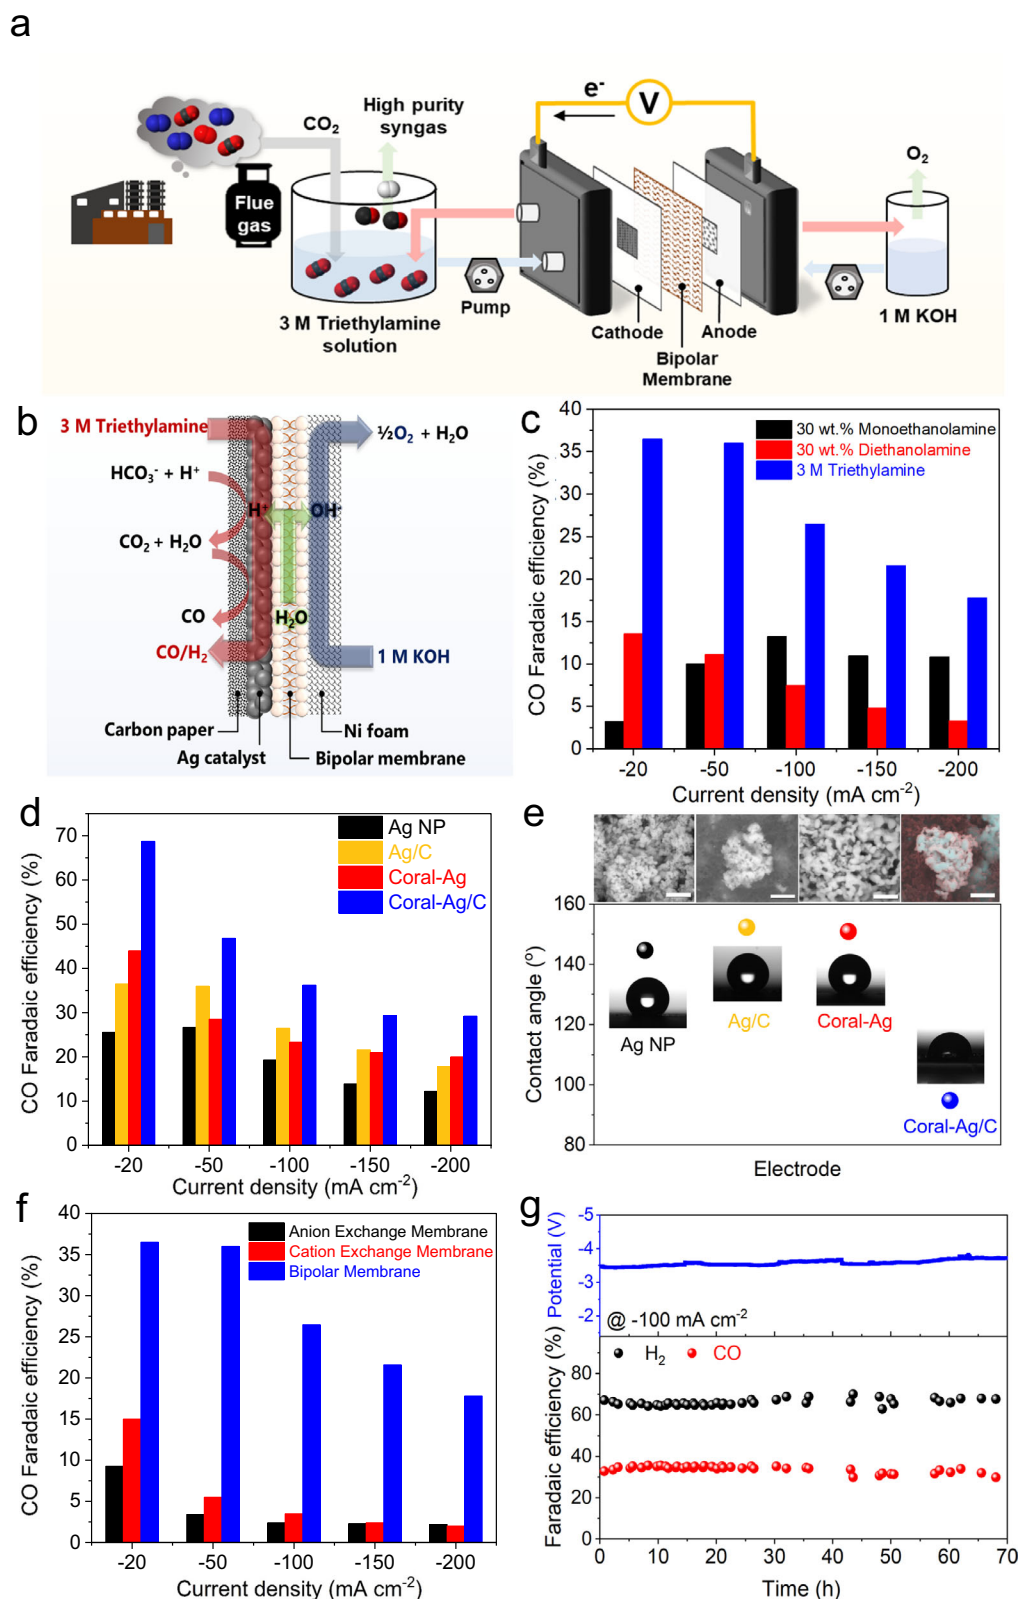 a
High purity
syngas
CO₂
e⁻
V
O₂
Flue
gas
3 M Triethylamine
solution
Pump
Cathode
Anode
Bipolar
Membrane
1 M KOH
b
3 M Triethylamine
½O₂ + H₂O
HCO₃⁻ + H⁺
H⁺
OH⁻
CO₂ + H₂O
CO
H₂O
CO/H₂
1 M KOH
Carbon paper
Ni foam
Ag catalyst
Bipolar membrane
c
CO Faradaic efficiency (%)
40
35
30
25
20
15
10
5
0
30 wt.% Monoethanolamine
30 wt.% Diethanolamine
3 M Triethylamine
-20 -50 -100 -150 -200
Current density (mA cm⁻²)
d
CO Faradaic efficiency (%)
70
60
50
40
30
20
10
0
Ag NP
Ag/C
Coral-Ag
Coral-Ag/C
-20 -50 -100 -150 -200
Current density (mA cm⁻²)
e
Contact angle (°)
160
140
120
100
80
Ag NP
Ag/C
Coral-Ag
Coral-Ag/C
Electrode
f
CO Faradaic efficiency (%)
40
35
30
25
20
15
10
5
0
Anion Exchange Membrane
Cation Exchange Membrane
Bipolar Membrane
-20 -50 -100 -150 -200
Current density (mA cm⁻²)
g
Potential (V)
-5
-4
-3
-2
@ -100 mA cm⁻²
Faradaic efficiency (%)
H₂ CO
80
60
40
20
0
0 10 20 30 40 50 60 70
Time (h)